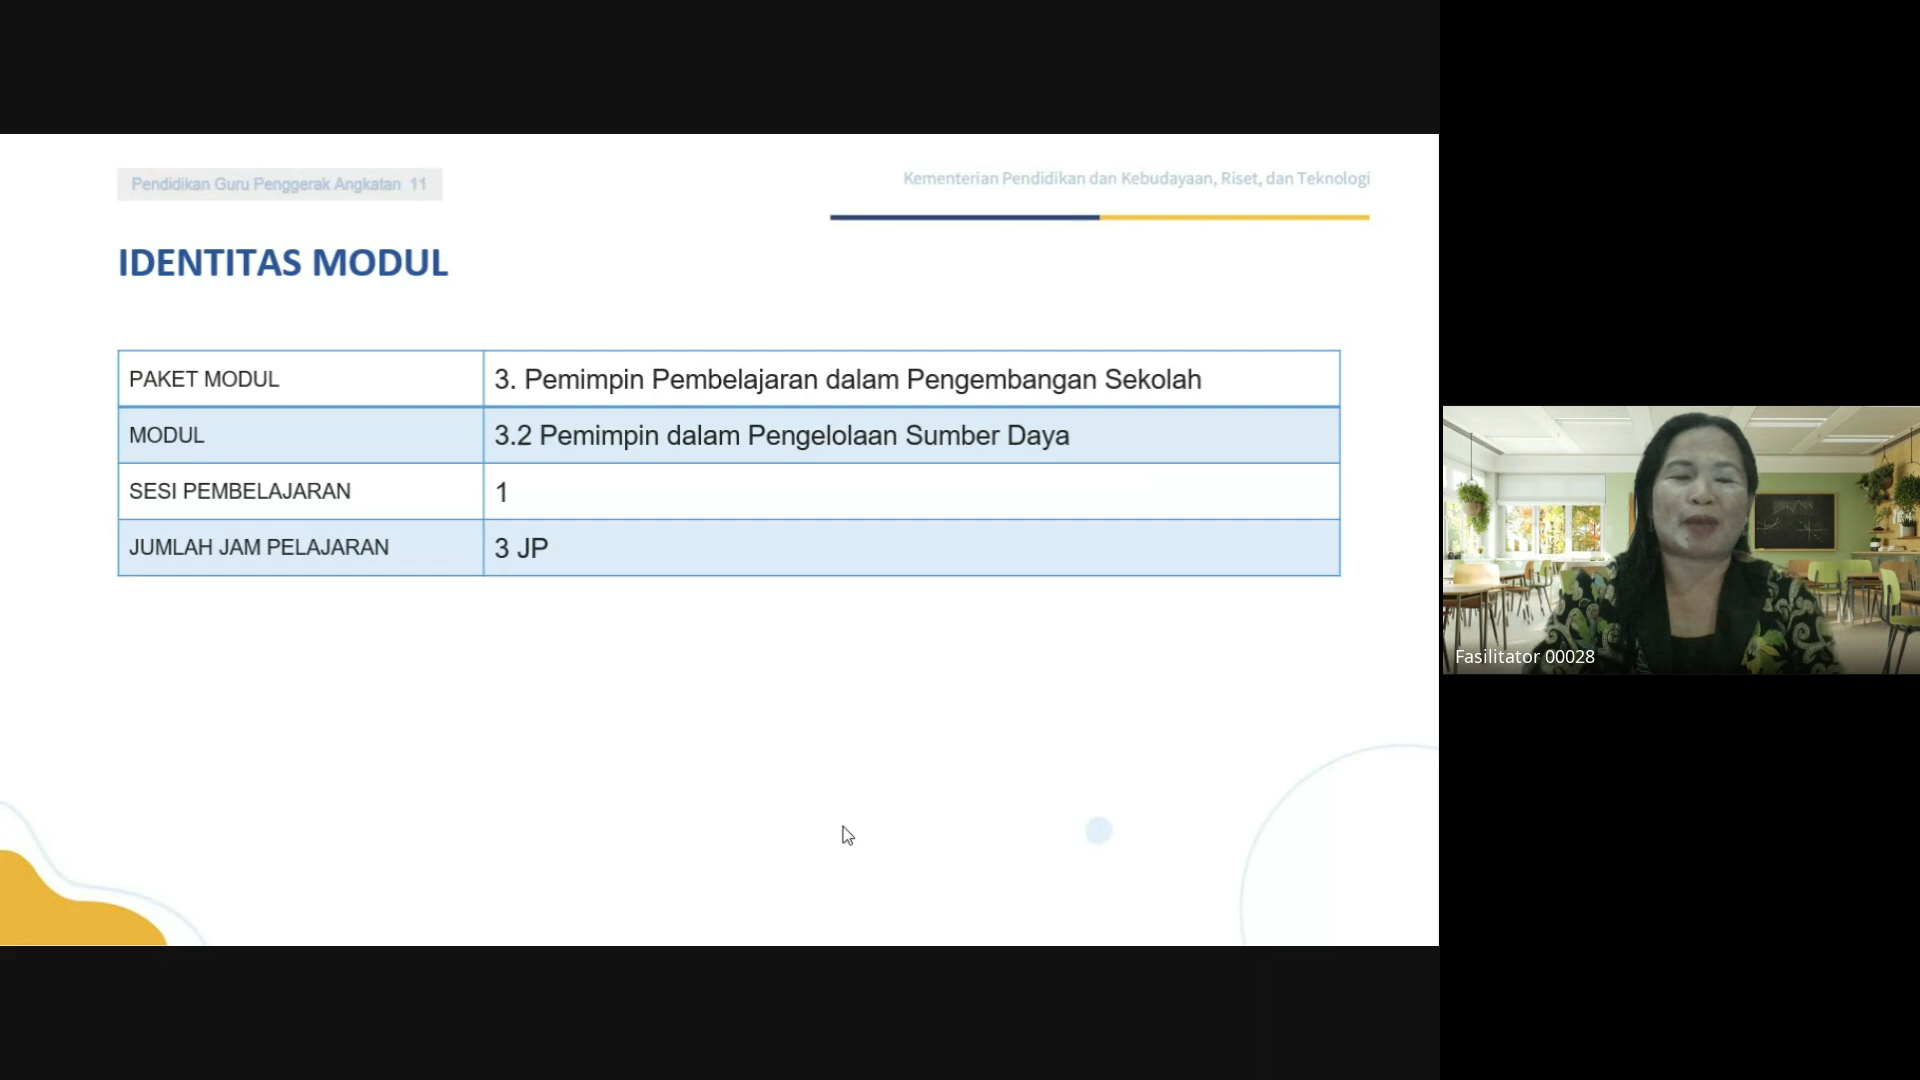 Pendidikan Guru Penggerak Angkatan 11
Kementerian Pendidikan dan Kebudayaan, Riset, dan Teknologi
IDENTITAS MODUL
PAKET MODUL 3. Pemimpin Pembelajaran dalam Pengembangan Sekolah
MODUL 3.2 Pemimpin dalam Pengelolaan Sumber Daya
SESI PEMBELAJARAN 1
JUMLAH JAM PELAJARAN 3 JP
Fasilitator 00028